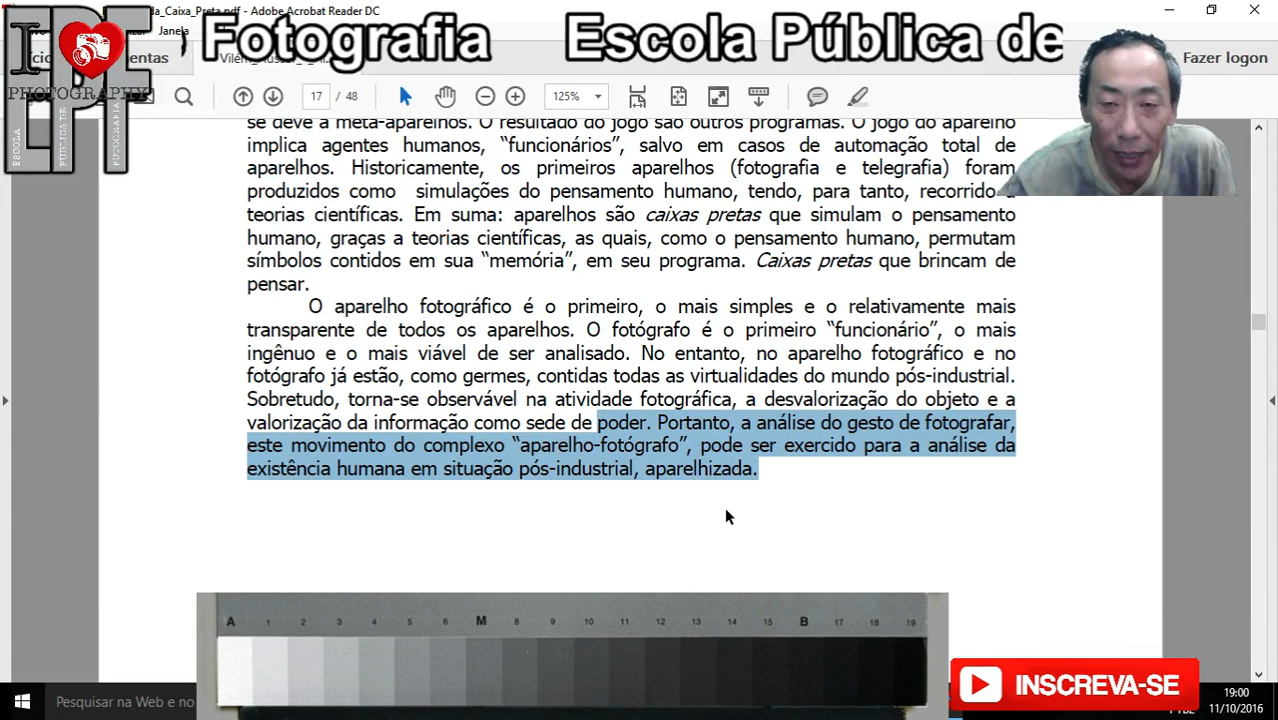 da_Caixa_Preta.pdf - Adobe Acrobat Reader DC
Janela
Fotografia Escola Pública de
I
PHOTOGRAPHY
ESCOLA
PÚBLICA DE
FOTOGRAFIA
Fazer logon
17 / 48
125%
se deve a meta-aparelhos. O resultado do jogo são outros programas. O jogo do aparelho
implica agentes humanos, “funcionários”, salvo em casos de automação total de
aparelhos. Historicamente, os primeiros aparelhos (fotografia e telegrafia) foram
produzidos como simulações do pensamento humano, tendo, para tanto, recorrido a
teorias científicas. Em suma: aparelhos são caixas pretas que simulam o pensamento
humano, graças a teorias científicas, as quais, como o pensamento humano, permutam
símbolos contidos em sua “memória”, em seu programa. Caixas pretas que brincam de
pensar.
O aparelho fotográfico é o primeiro, o mais simples e o relativamente mais
transparente de todos os aparelhos. O fotógrafo é o primeiro “funcionário”, o mais
ingênuo e o mais viável de ser analisado. No entanto, no aparelho fotográfico e no
fotógrafo já estão, como germes, contidas todas as virtualidades do mundo pós-industrial.
Sobretudo, torna-se observável na atividade fotográfica, a desvalorização do objeto e a
valorização da informação como sede de poder. Portanto, a análise do gesto de fotografar,
este movimento do complexo “aparelho-fotógrafo”, pode ser exercido para a análise da
existência humana em situação pós-industrial, aparelhizada.
A 1 2 3 4 5 6 M 8 9 10 11 12 13 14 15 B 17 18 19
INSCREVA-SE
Pesquisar na Web e no
19:00
11/10/2016